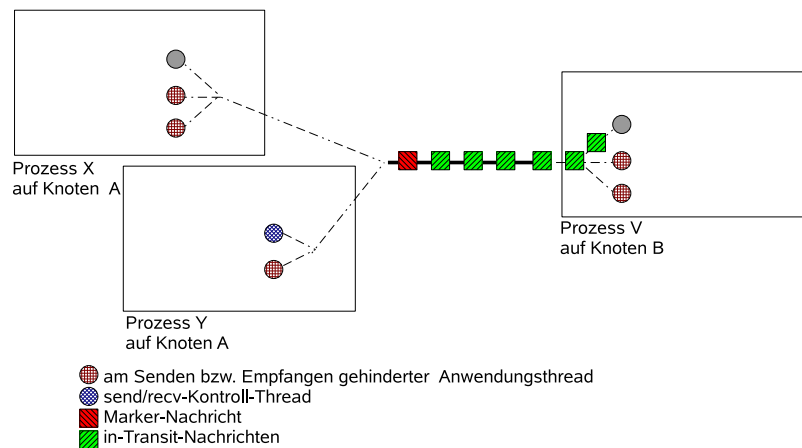 Prozess X
auf Knoten A
Prozess V
auf Knoten B
Prozess Y
auf Knoten A
am Senden bzw. Empfangen gehinderter Anwendungsthread
send/recv-Kontroll-Thread
Marker-Nachricht
in-Transit-Nachrichten